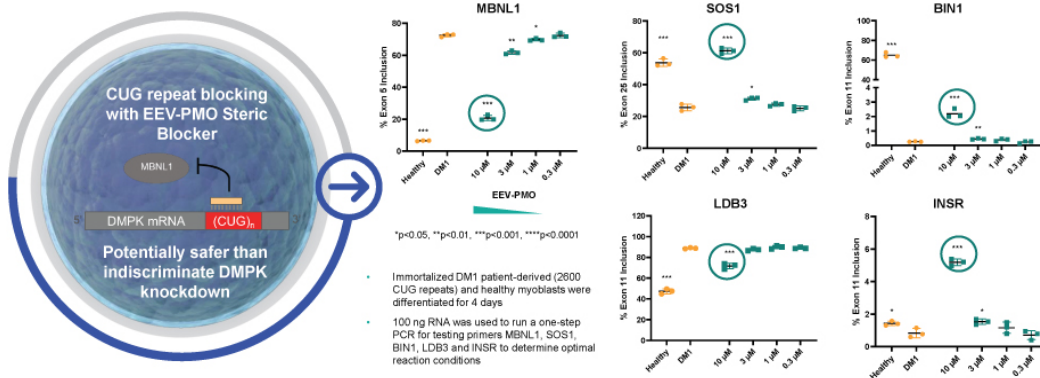 CUG repeat blocking
with EEV-PMO Steric
Blocker
MBNL1
5'
DMPK mRNA
(CUG)n
3'
Potentially safer than
indiscriminate DMPK
knockdown
MBNL1
% Exon 5 Inclusion
80
60
40
20
0
***
***
**
*
Healthy
DM1
10 µM
3 µM
1 µM
0.3 µM
EEV-PMO
*p<0.05, **p<0.01, ***p<0.001, ****p<0.0001
• Immortalized DM1 patient-derived (2600
CUG repeats) and healthy myoblasts were
differentiated for 4 days
• 100 ng RNA was used to run a one-step
PCR for testing primers MBNL1, SOS1,
BIN1, LDB3 and INSR to determine optimal
reaction conditions
SOS1
% Exon 25 Inclusion
80
60
40
20
0
***
***
*
Healthy
DM1
10 µM
3 µM
1 µM
0.3 µM
BIN1
% Exon 11 Inclusion
100
80
60
40
20
5
4
3
2
1
0
***
***
**
Healthy
DM1
10 µM
3 µM
1 µM
0.3 µM
LDB3
% Exon 11 Inclusion
100
80
60
40
20
0
***
***
Healthy
DM1
10 µM
3 µM
1 µM
0.3 µM
INSR
% Exon 11 Inclusion
8
6
4
2
0
*
***
*
Healthy
DM1
10 µM
3 µM
1 µM
0.3 µM